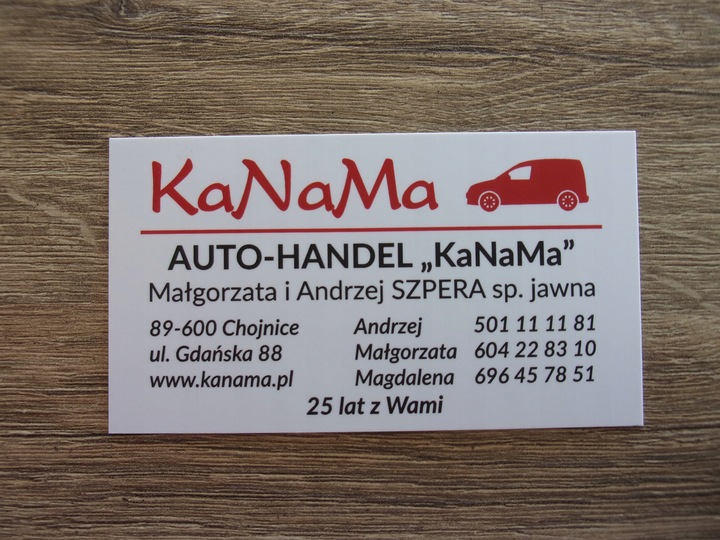 KaNaMa
AUTO-HANDEL „KaNaMa”
Małgorzata i Andrzej SZPERA sp. jawna
89-600 Chojnice Andrzej 501 11 11 81
ul. Gdańska 88 Małgorzata 604 22 83 10
www.kanama.pl Magdalena 696 45 78 51
25 lat z Wami